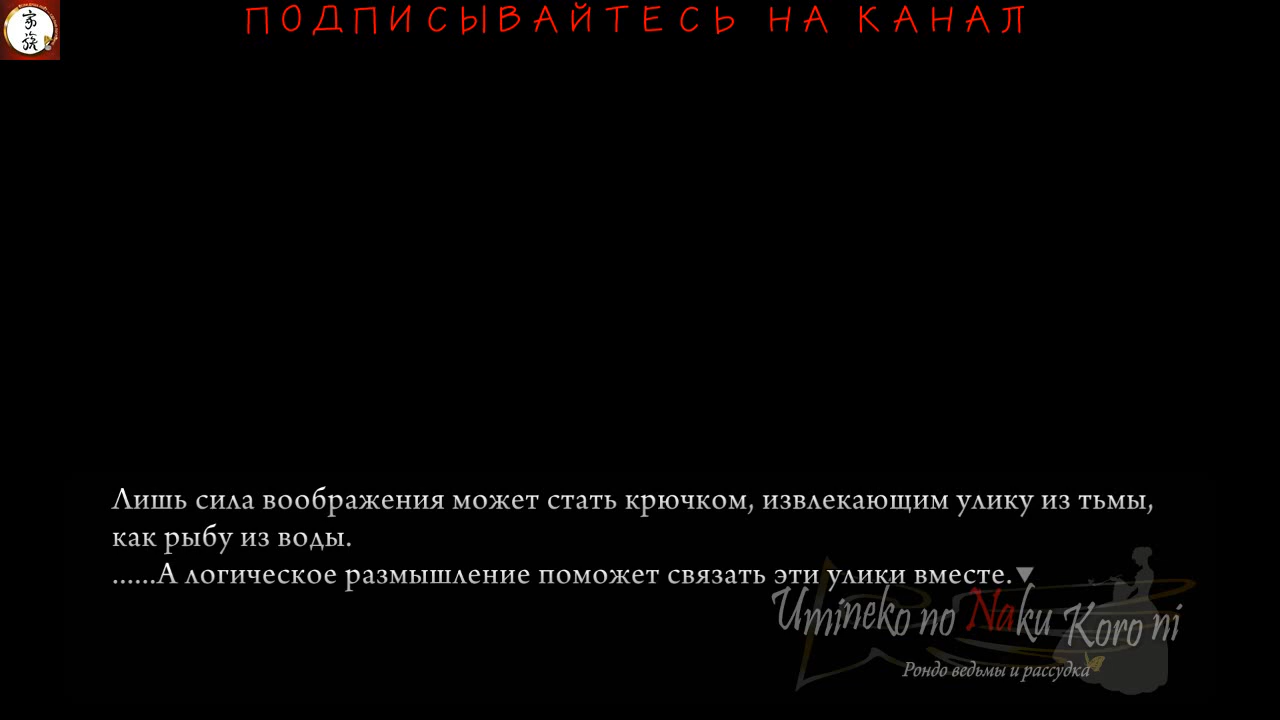 ПОДПИСЫВАЙТЕСЬ НА КАНАЛ
Лишь сила воображения может стать крючком, извлекающим улику из тьмы,
как рыбу из воды.
......А логическое размышление поможет связать эти улики вместе.
Umineko no Naku Koro ni
Рондо ведьмы и рассудка